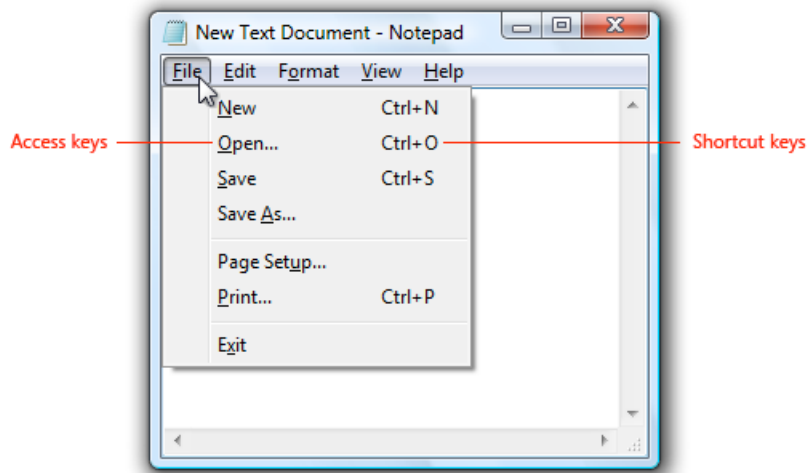 New Text Document - Notepad
File Edit Format View Help
New Ctrl+N
Access keys Open... Ctrl+O Shortcut keys
Save Ctrl+S
Save As...
Page Setup...
Print... Ctrl+P
Exit